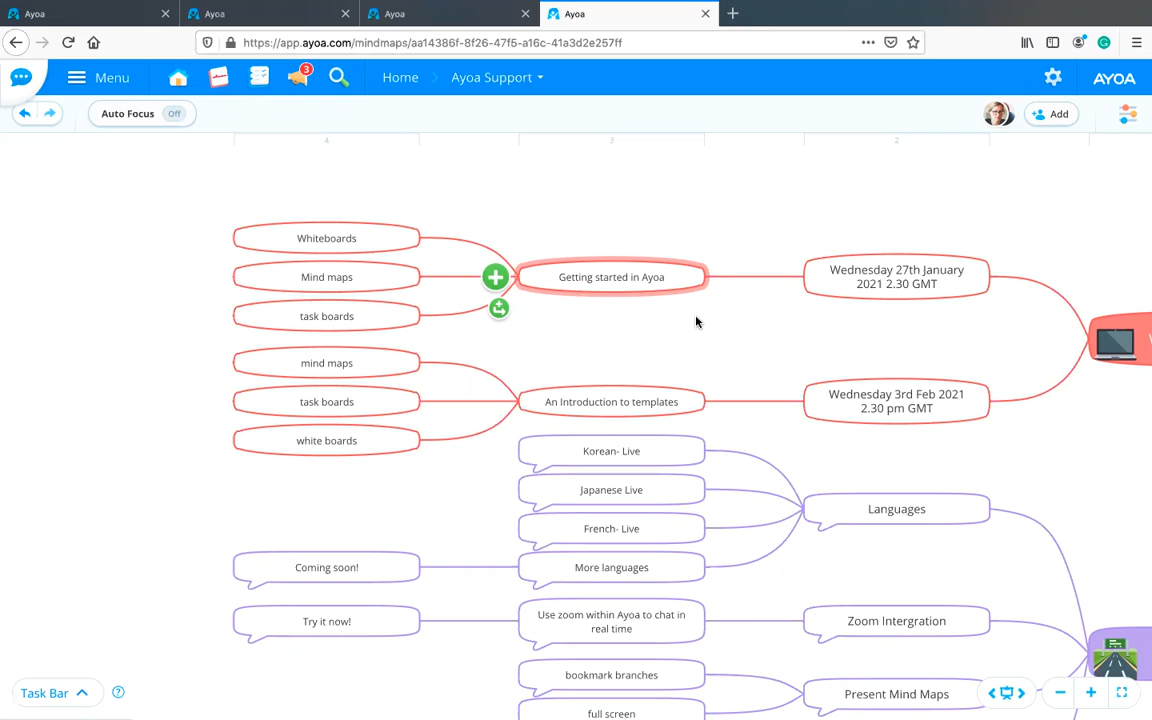 Ayoa
Ayoa
Ayoa
Ayoa
https://app.ayoa.com/mindmaps/aa14386f-8f26-47f5-a16c-41a3d2e257ff
Menu
3
Home
Ayoa Support
AYOA
Auto Focus Off
Add
4
3
2
Whiteboards
Mind maps
task boards
Getting started in Ayoa
Wednesday 27th January
2021 2.30 GMT
mind maps
task boards
white boards
An Introduction to templates
Wednesday 3rd Feb 2021
2.30 pm GMT
Korean- Live
Japanese Live
French- Live
More languages
Languages
Coming soon!
Try it now!
Use zoom within Ayoa to chat in
real time
Zoom Intergration
bookmark branches
full screen
Present Mind Maps
Task Bar